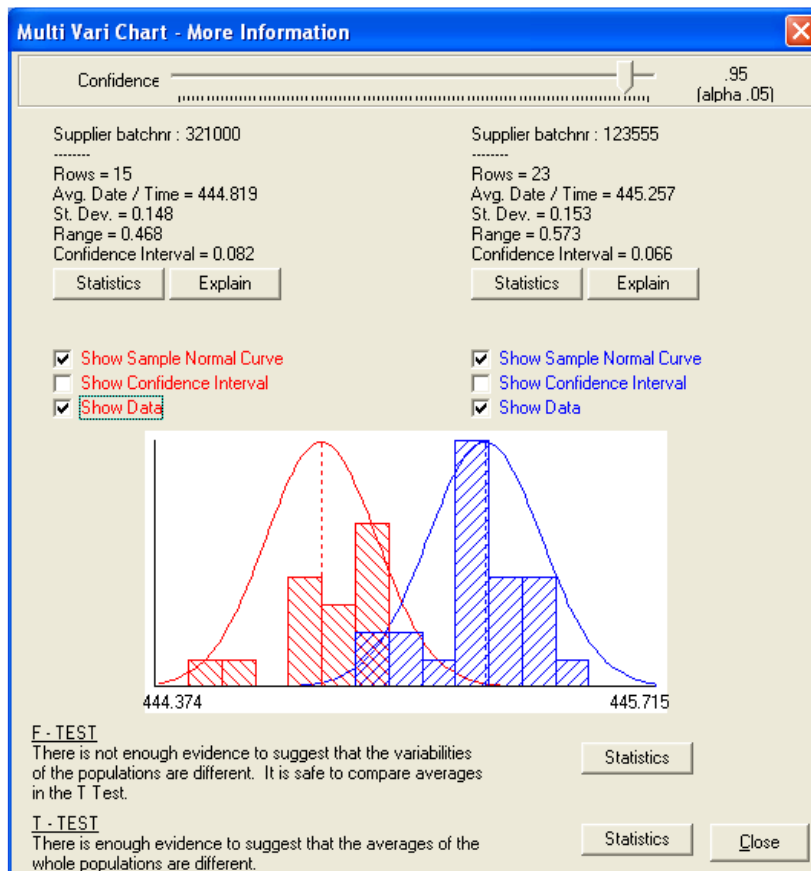 Multi Vari Chart - More Information
Confidence
.95
(alpha .05)
Supplier batchnr : 321000
--------
Rows = 15
Avg. Date / Time = 444.819
St. Dev. = 0.148
Range = 0.468
Confidence Interval = 0.082
Statistics
Explain
Supplier batchnr : 123555
--------
Rows = 23
Avg. Date / Time = 445.257
St. Dev. = 0.153
Range = 0.573
Confidence Interval = 0.066
Statistics
Explain
Show Sample Normal Curve
Show Confidence Interval
Show Data
Show Sample Normal Curve
Show Confidence Interval
Show Data
444.374
445.715
F - TEST
There is not enough evidence to suggest that the variabilities
of the populations are different. It is safe to compare averages
in the T Test.
Statistics
T - TEST
There is enough evidence to suggest that the averages of the
whole populations are different.
Statistics
Close